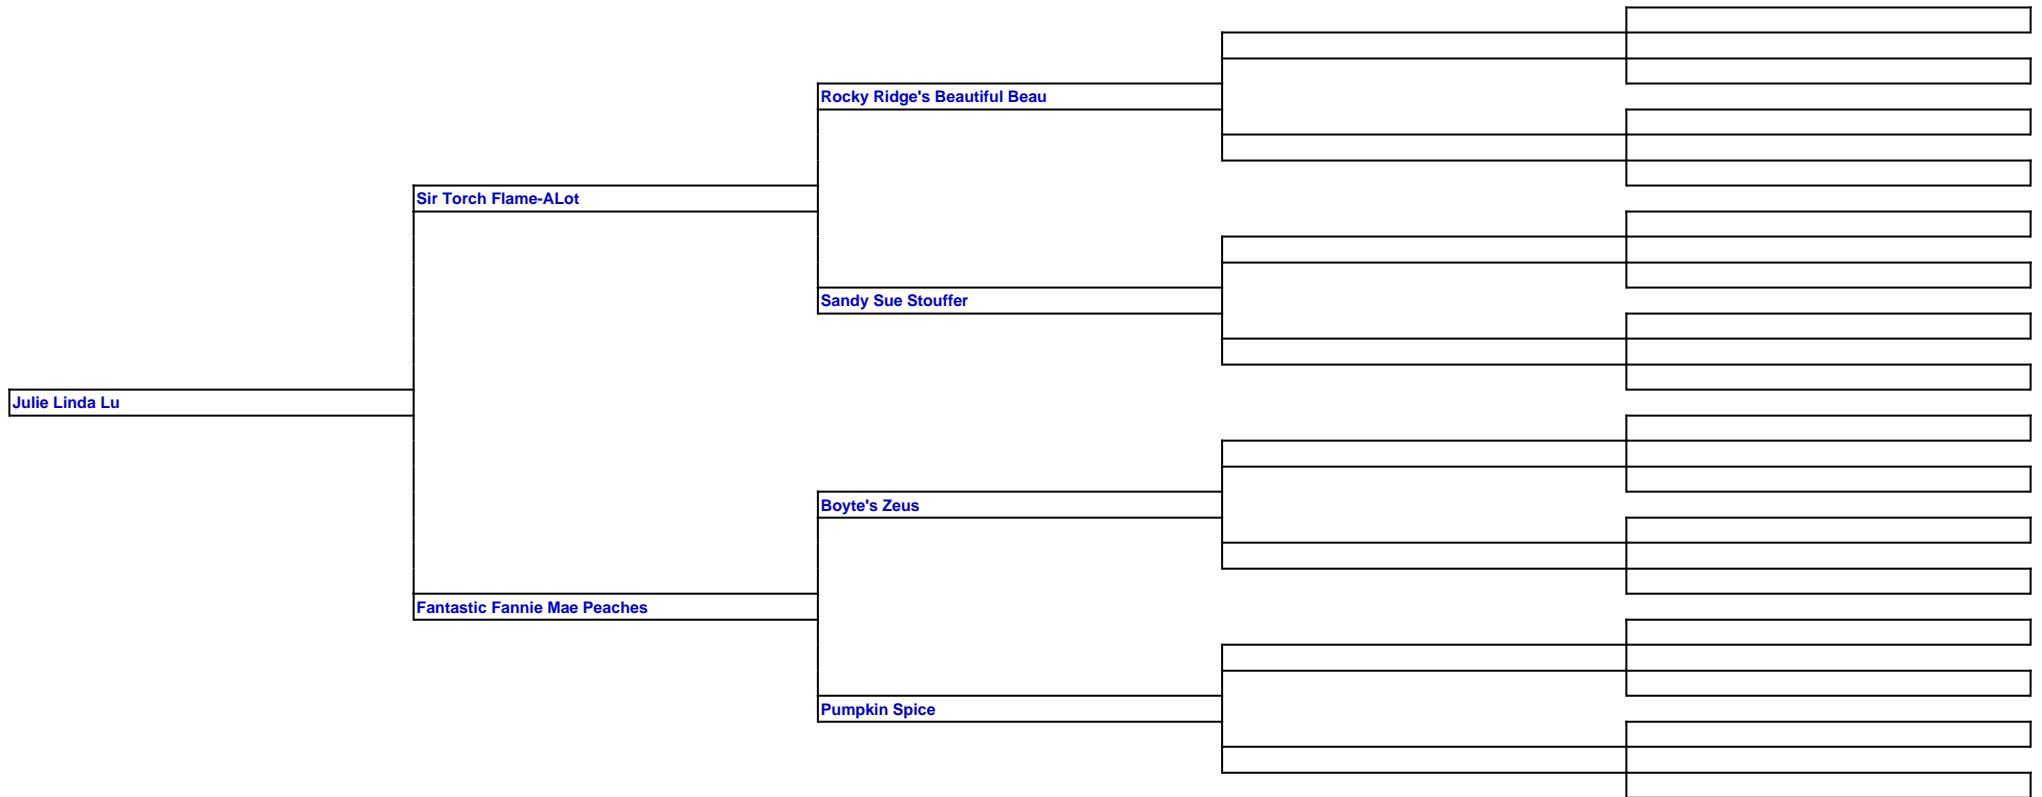 Rocky Ridge's Beautiful Beau
Sir Torch Flame-ALot
Sandy Sue Stouffer
Julie Linda Lu
Boyte's Zeus
Fantastic Fannie Mae Peaches
Pumpkin Spice